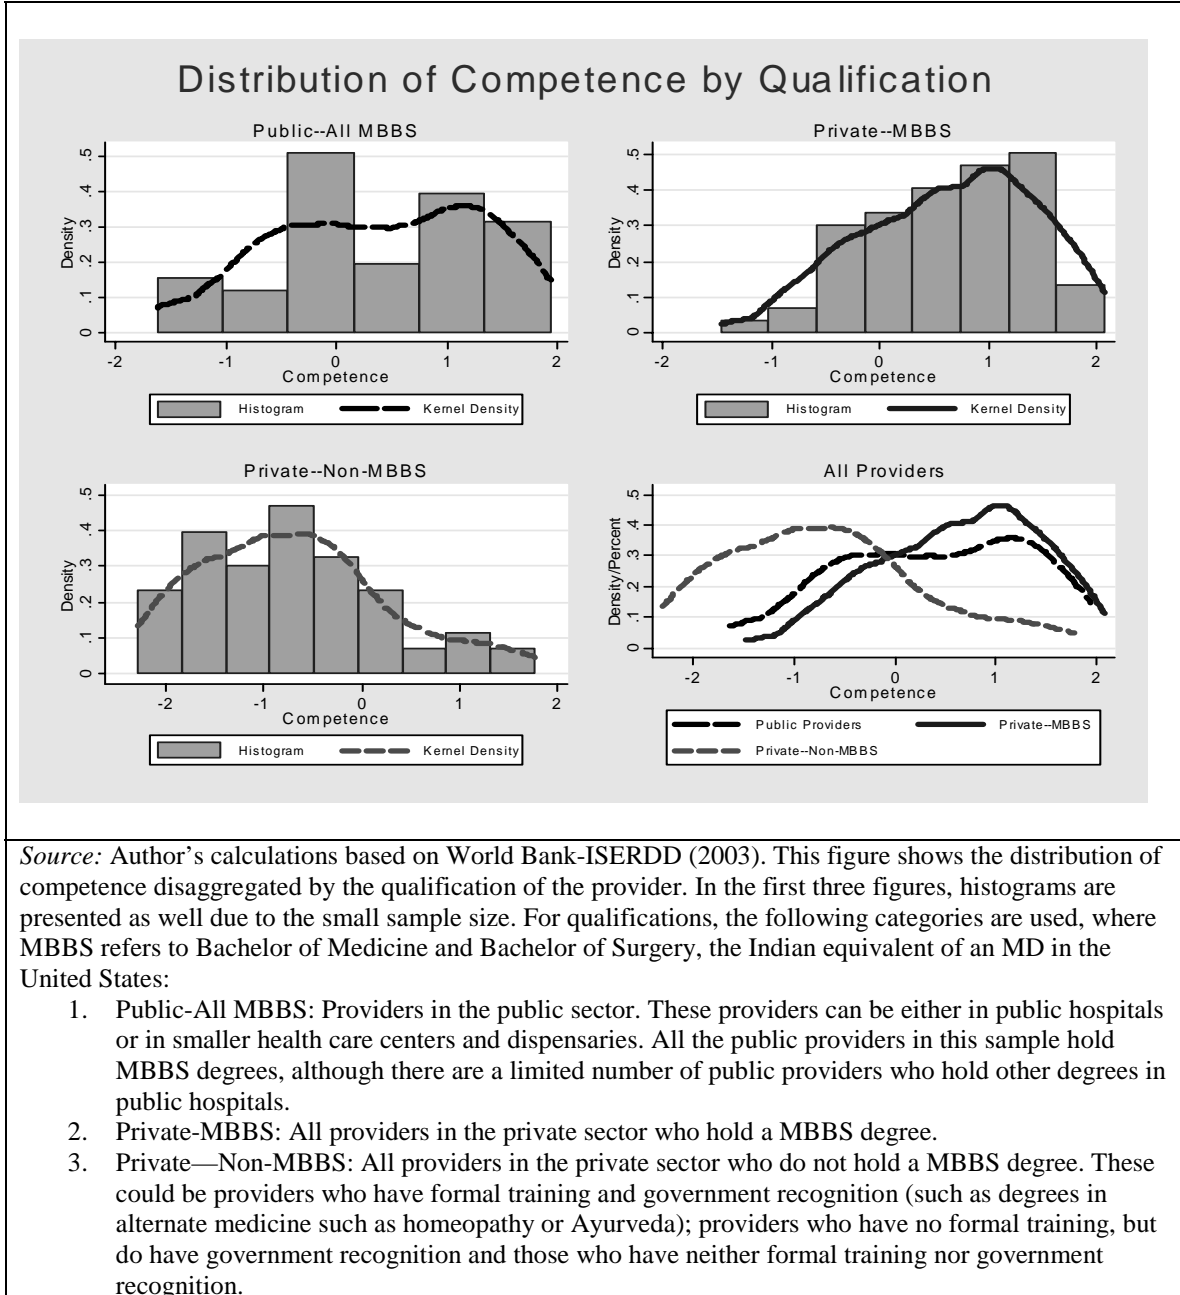 Distribution of Competence by Qualification
Public--All MBBS
Density
0 .1 .2 .3 .4 .5
-2 -1 0 1 2
Competence
Histogram Kernel Density
Private--MBBS
Density
0 .1 .2 .3 .4 .5
-2 -1 0 1 2
Competence
Histogram Kernel Density
Private--Non-MBBS
Density
0 .1 .2 .3 .4 .5
-2 -1 0 1 2
Competence
Histogram Kernel Density
All Providers
Density/Percent
0 .1 .2 .3 .4 .5
-2 -1 0 1 2
Competence
Public Providers Private--MBBS
Private--Non-MBBS
Source: Author’s calculations based on World Bank-ISERDD (2003). This figure shows the distribution of
competence disaggregated by the qualification of the provider. In the first three figures, histograms are
presented as well due to the small sample size. For qualifications, the following categories are used, where
MBBS refers to Bachelor of Medicine and Bachelor of Surgery, the Indian equivalent of an MD in the
United States:
1. Public-All MBBS: Providers in the public sector. These providers can be either in public hospitals
or in smaller health care centers and dispensaries. All the public providers in this sample hold
MBBS degrees, although there are a limited number of public providers who hold other degrees in
public hospitals.
2. Private-MBBS: All providers in the private sector who hold a MBBS degree.
3. Private—Non-MBBS: All providers in the private sector who do not hold a MBBS degree. These
could be providers who have formal training and government recognition (such as degrees in
alternate medicine such as homeopathy or Ayurveda); providers who have no formal training, but
do have government recognition and those who have neither formal training nor government
recognition.